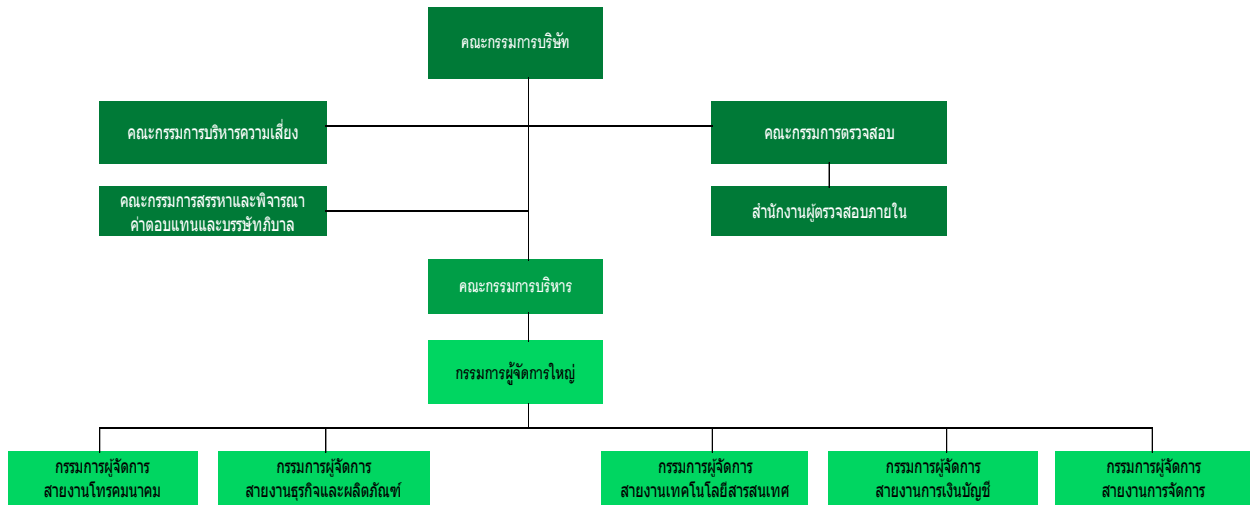 คณะกรรมการบริษัท
คณะกรรมการบริหารความเสี่ยง
คณะกรรมการตรวจสอบ
คณะกรรมการสรรหาและพิจารณา
ค่าตอบแทนและบรรษัทภิบาล
สำนักงานผู้ตรวจสอบภายใน
คณะกรรมการบริหาร
กรรมการผู้จัดการใหญ่
กรรมการผู้จัดการ
สายงานโทรคมนาคม
กรรมการผู้จัดการ
สายงานธุรกิจและผลิตภัณฑ์
กรรมการผู้จัดการ
สายงานเทคโนโลยีสารสนเทศ
กรรมการผู้จัดการ
สายงานการเงินบัญชี
กรรมการผู้จัดการ
สายงานการจัดการ